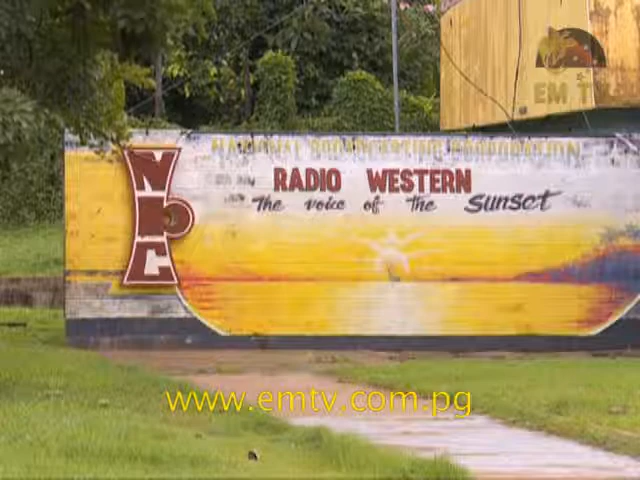 EM TV
NATIONAL BROADCASTING CORPORATION
NBC
RADIO WESTERN
The voice of the Sunset
www.emtv.com.pg